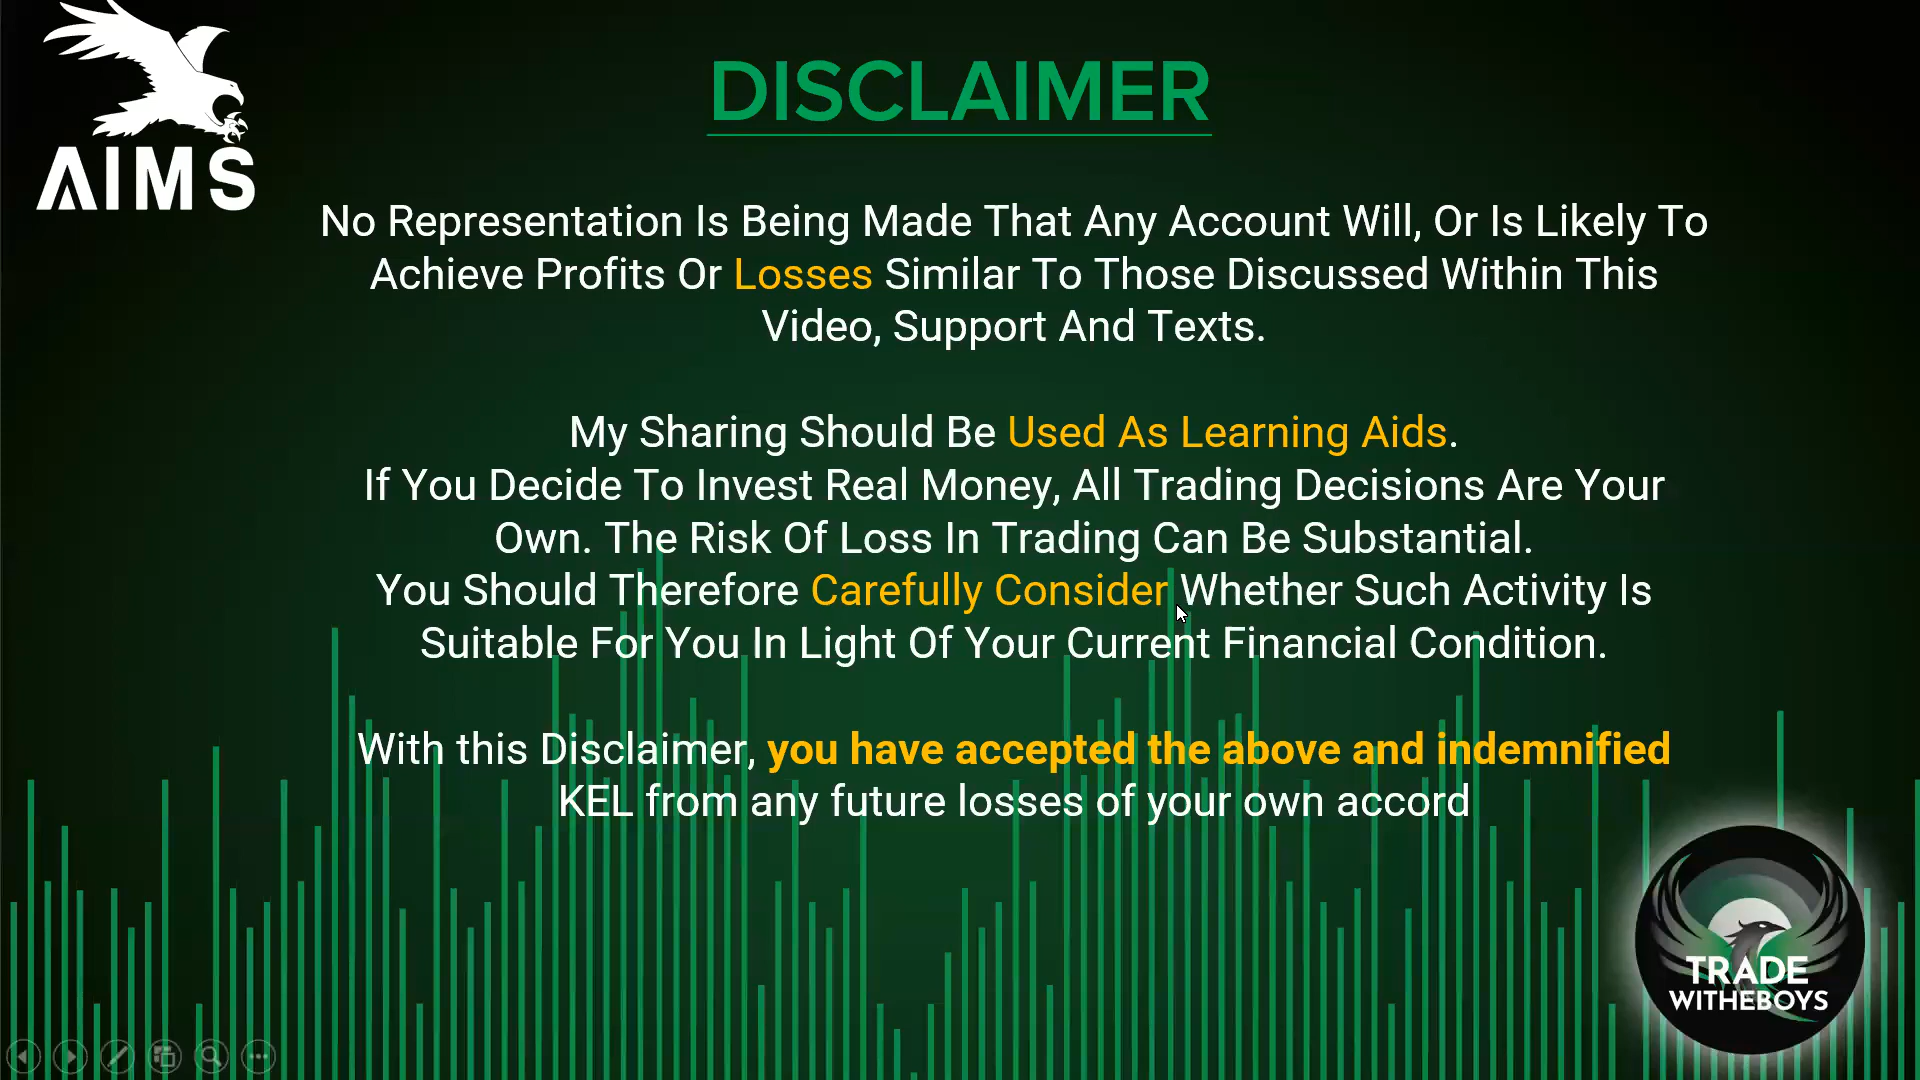 AIMS
DISCLAIMER
No Representation Is Being Made That Any Account Will, Or Is Likely To
Achieve Profits Or Losses Similar To Those Discussed Within This
Video, Support And Texts.
My Sharing Should Be Used As Learning Aids.
If You Decide To Invest Real Money, All Trading Decisions Are Your
Own. The Risk Of Loss In Trading Can Be Substantial.
You Should Therefore Carefully Consider Whether Such Activity Is
Suitable For You In Light Of Your Current Financial Condition.
With this Disclaimer, you have accepted the above and indemnified
KEL from any future losses of your own accord
TRADE
WITHEBOYS